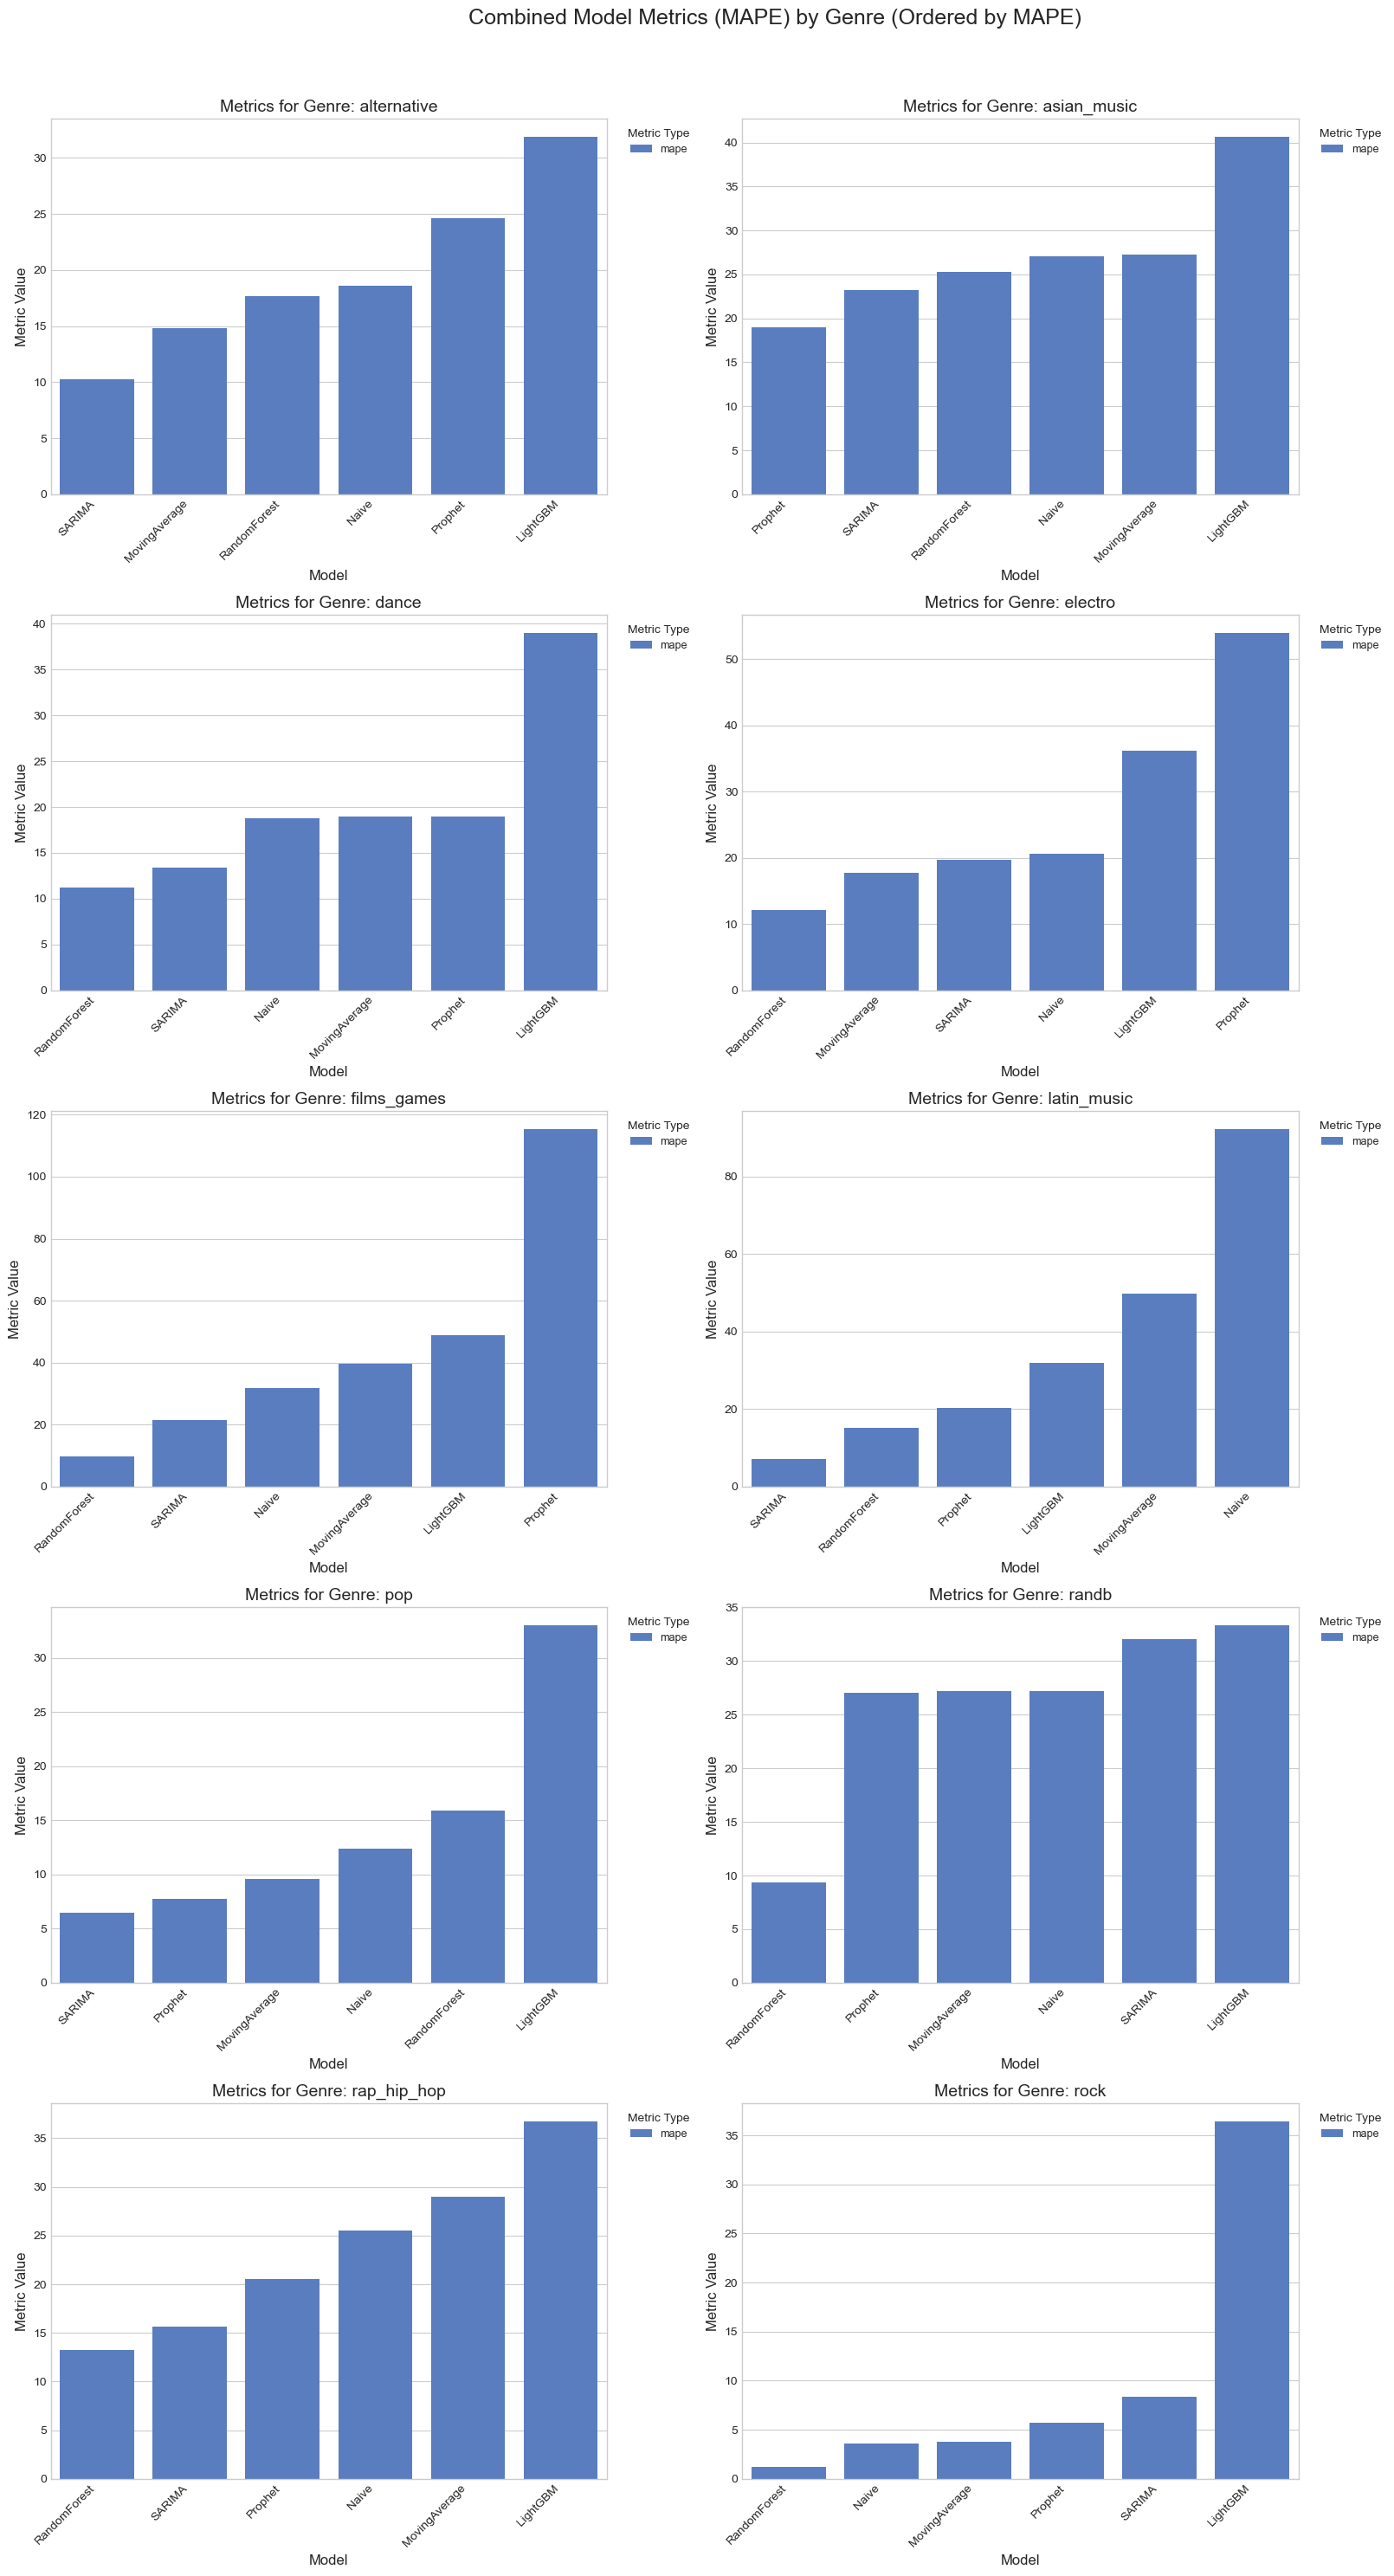 Combined Model Metrics (MAPE) by Genre (Ordered by MAPE)
Metrics for Genre: alternative
Metric Value
30
25
20
15
10
5
0
SARIMA
MovingAverage
RandomForest
Naive
Prophet
LightGBM
Model
Metric Type
mape
Metrics for Genre: asian_music
Metric Value
40
35
30
25
20
15
10
5
0
Prophet
SARIMA
RandomForest
Naive
MovingAverage
LightGBM
Model
Metric Type
mape
Metrics for Genre: dance
Metric Value
40
35
30
25
20
15
10
5
0
RandomForest
SARIMA
Naive
MovingAverage
Prophet
LightGBM
Model
Metric Type
mape
Metrics for Genre: electro
Metric Value
50
40
30
20
10
0
RandomForest
MovingAverage
SARIMA
Naive
LightGBM
Prophet
Model
Metric Type
mape
Metrics for Genre: films_games
Metric Value
120
100
80
60
40
20
0
RandomForest
SARIMA
Naive
MovingAverage
LightGBM
Prophet
Model
Metric Type
mape
Metrics for Genre: latin_music
Metric Value
80
60
40
20
0
SARIMA
RandomForest
Prophet
LightGBM
MovingAverage
Naive
Model
Metric Type
mape
Metrics for Genre: pop
Metric Value
30
25
20
15
10
5
0
SARIMA
Prophet
MovingAverage
Naive
RandomForest
LightGBM
Model
Metric Type
mape
Metrics for Genre: randb
Metric Value
35
30
25
20
15
10
5
0
RandomForest
Prophet
MovingAverage
Naive
SARIMA
LightGBM
Model
Metric Type
mape
Metrics for Genre: rap_hip_hop
Metric Value
35
30
25
20
15
10
5
0
RandomForest
SARIMA
Prophet
Naive
MovingAverage
LightGBM
Model
Metric Type
mape
Metrics for Genre: rock
Metric Value
35
30
25
20
15
10
5
0
RandomForest
Naive
MovingAverage
Prophet
SARIMA
LightGBM
Model
Metric Type
mape